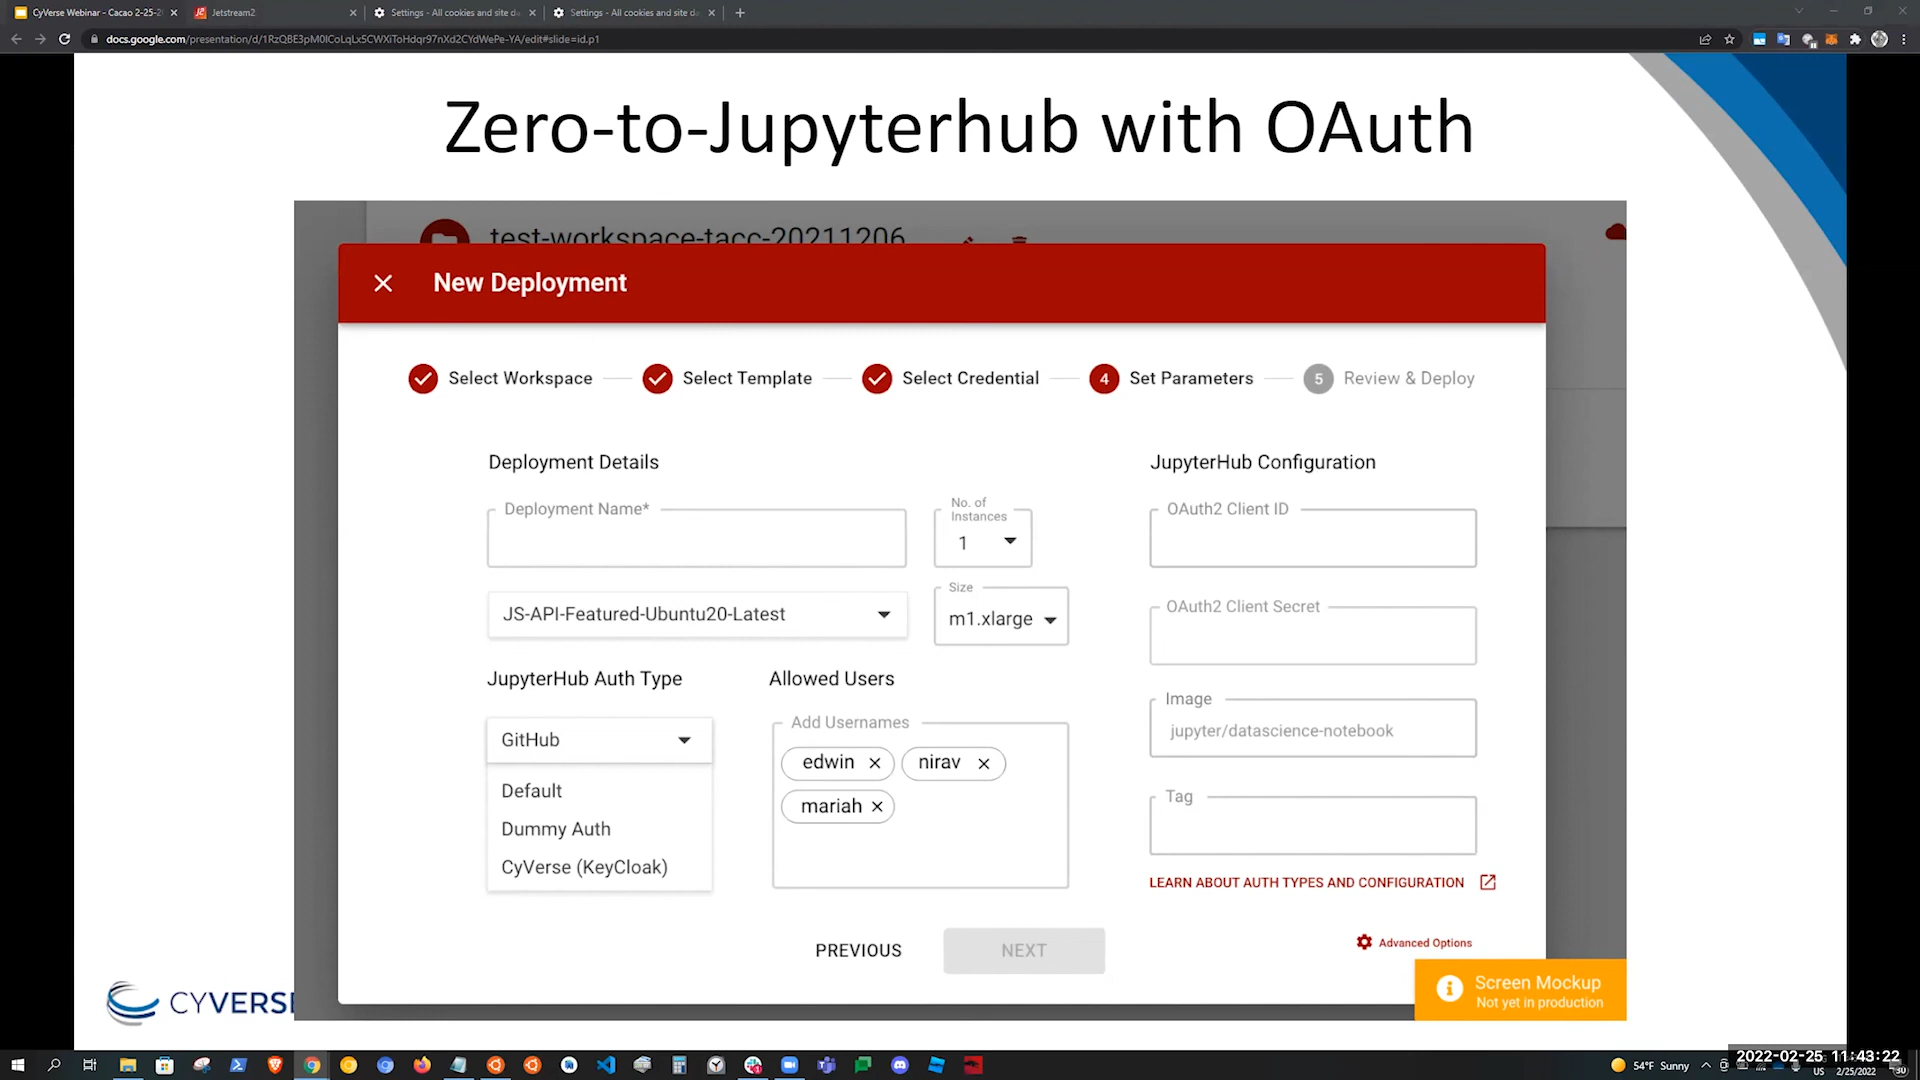 CyVerse Webinar - Cacao 2-25-2
Jetstream2
Settings - All cookies and site da
Settings - All cookies and site da
docs.google.com/presentation/d/1RzQBE3pM0lCoLqLx5CWXiToHdqr97nXd2CYdWePe-YA/edit#slide=id.p1
Zero-to-Jupyterhub with OAuth
test-workspace-tacc-20211206
New Deployment
Select Workspace
Select Template
Select Credential
4 Set Parameters
5 Review & Deploy
Deployment Details
JupyterHub Configuration
Deployment Name*
No. of
Instances
1
OAuth2 Client ID
JS-API-Featured-Ubuntu20-Latest
Size
m1.xlarge
OAuth2 Client Secret
JupyterHub Auth Type
Allowed Users
Image
jupyter/datascience-notebook
GitHub
Default
Dummy Auth
CyVerse (KeyCloak)
Add Usernames
edwin
nirav
mariah
Tag
LEARN ABOUT AUTH TYPES AND CONFIGURATION
PREVIOUS
NEXT
Advanced Options
Screen Mockup
Not yet in production
CYVERSE
54°F Sunny
2022-02-25 11:43:22
US
2/25/2022